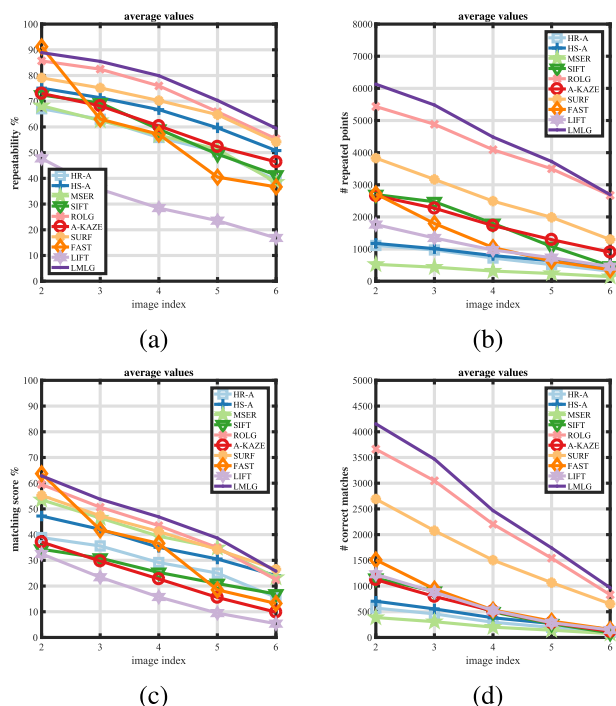 average values
100
90
80
70
60
50
40
30
20
10
0
repeatability %
HR-A
HS-A
MSER
SIFT
ROLG
A-KAZE
SURF
FAST
LIFT
LMLG
2 3 4 5 6
image index
(a)
average values
8000
7000
6000
5000
4000
3000
2000
1000
0
# repeated points
HR-A
HS-A
MSER
SIFT
ROLG
A-KAZE
SURF
FAST
LIFT
LMLG
2 3 4 5 6
image index
(b)
average values
100
90
80
70
60
50
40
30
20
10
0
matching score %
HR-A
HS-A
MSER
SIFT
ROLG
A-KAZE
SURF
FAST
LIFT
LMLG
2 3 4 5 6
image index
(c)
average values
5000
4500
4000
3500
3000
2500
2000
1500
1000
500
0
# correct matches
HR-A
HS-A
MSER
SIFT
ROLG
A-KAZE
SURF
FAST
LIFT
LMLG
2 3 4 5 6
image index
(d)